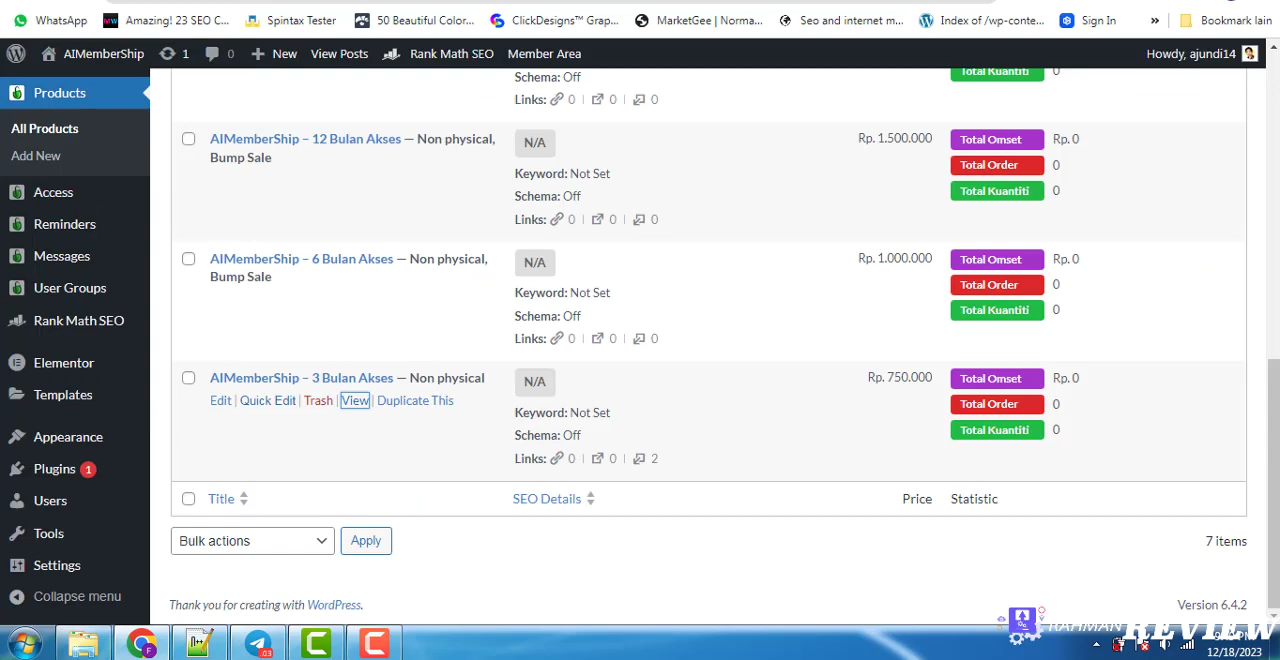 WhatsApp Amazing! 23 SEO C... Spintax Tester 50 Beautiful Color... ClickDesigns™ Grap... MarketGee | Norma... Seo and internet m... Index of /wp-conte... Sign In » Bookmark lain
AIMemberShip 1 0 + New View Posts Rank Math SEO Member Area Howdy, ajundi14
Products
All Products
Add New
Access
Reminders
Messages
User Groups
Rank Math SEO
Elementor
Templates
Appearance
Plugins 1
Users
Tools
Settings
Collapse menu
Schema: Off
Links: 0 | 0 | 0
Total Kuantiti 0
AIMemberShip – 12 Bulan Akses — Non physical,
Bump Sale
N/A
Keyword: Not Set
Schema: Off
Links: 0 | 0 | 0
Rp. 1.500.000
Total Omset Rp. 0
Total Order 0
Total Kuantiti 0
AIMemberShip – 6 Bulan Akses — Non physical,
Bump Sale
N/A
Keyword: Not Set
Schema: Off
Links: 0 | 0 | 0
Rp. 1.000.000
Total Omset Rp. 0
Total Order 0
Total Kuantiti 0
AIMemberShip – 3 Bulan Akses — Non physical
Edit | Quick Edit | Trash | View | Duplicate This
N/A
Keyword: Not Set
Schema: Off
Links: 0 | 0 | 2
Rp. 750.000
Total Omset Rp. 0
Total Order 0
Total Kuantiti 0
Title SEO Details Price Statistic
Bulk actions Apply 7 items
Thank you for creating with WordPress. Version 6.4.2
RAHMAN REVIEW
03
12/18/2023